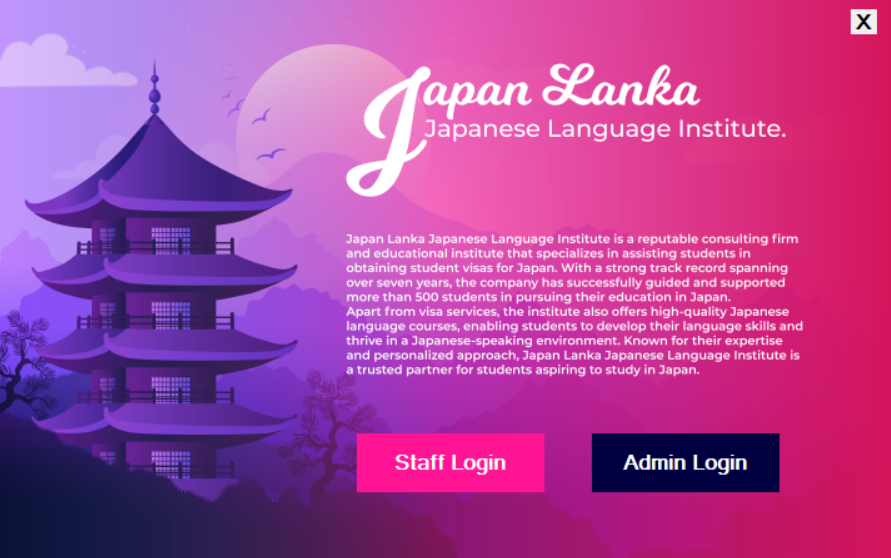 X
Japan Lanka
Japanese Language Institute.
Japan Lanka Japanese Language Institute is a reputable consulting firm
and educational institute that specializes in assisting students in
obtaining student visas for Japan. With a strong track record spanning
over seven years, the company has successfully guided and supported
more than 500 students in pursuing their education in Japan.
Apart from visa services, the institute also offers high-quality Japanese
language courses, enabling students to develop their language skills and
thrive in a Japanese-speaking environment. Known for their expertise
and personalized approach, Japan Lanka Japanese Language Institute is
a trusted partner for students aspiring to study in Japan.
Staff Login
Admin Login